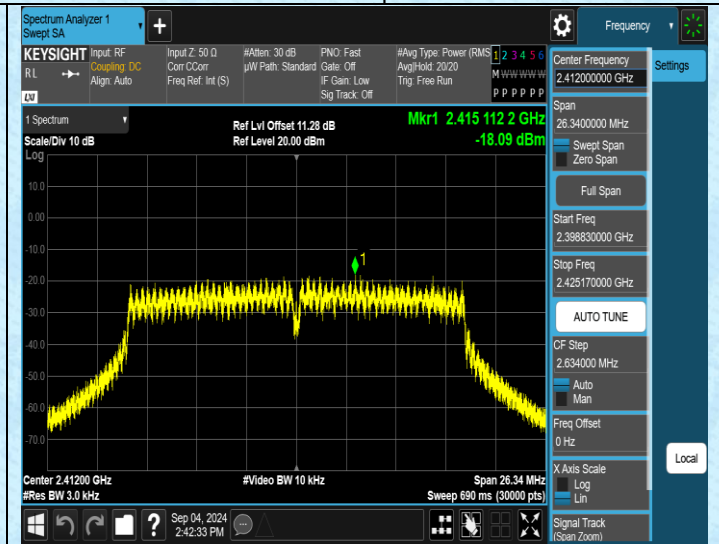 Spectrum Analyzer 1
Swept SA
+
Frequency
KEYSIGHT
RL
LXI
Input: RF
Coupling: DC
Align: Auto
Input Z: 50 Ω
Corr CCorr
Freq Ref: Int (S)
#Atten: 30 dB
µW Path: Standard
PNO: Fast
Gate: Off
IF Gain: Low
Sig Track: Off
#Avg Type: Power (RMS
Avg|Hold: 20/20
Trig: Free Run
1 2 3 4 5 6
M W W W W W
P P P P P P
Center Frequency
2.412000000 GHz
Settings
Span
26.3400000 MHz
Swept Span
Zero Span
Full Span
Start Freq
2.398830000 GHz
Stop Freq
2.425170000 GHz
AUTO TUNE
CF Step
2.634000 MHz
Auto
Man
Freq Offset
0 Hz
X Axis Scale
Log
Lin
Signal Track
(Span Zoom)
Local
1 Spectrum
Scale/Div 10 dB
Log
Ref Lvl Offset 11.28 dB
Ref Level 20.00 dBm
Mkr1 2.415 112 2 GHz
-18.09 dBm
10.0
0.00
-10.0
-20.0
-30.0
-40.0
-50.0
-60.0
-70.0
1
Center 2.41200 GHz
#Res BW 3.0 kHz
#Video BW 10 kHz
Span 26.34 MHz
Sweep 690 ms (30000 pts)
?
Sep 04, 2024
2:42:33 PM